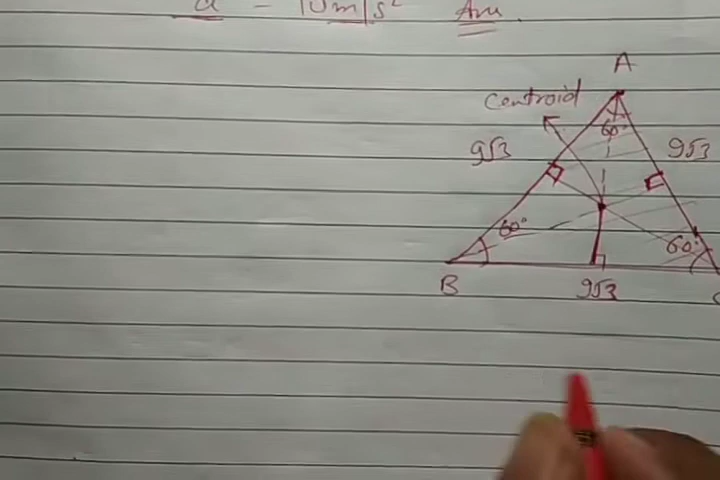 a = 10m/s² Ans.
A
Centroid
60°
9√3 9√3
60° 60°
B 9√3 C